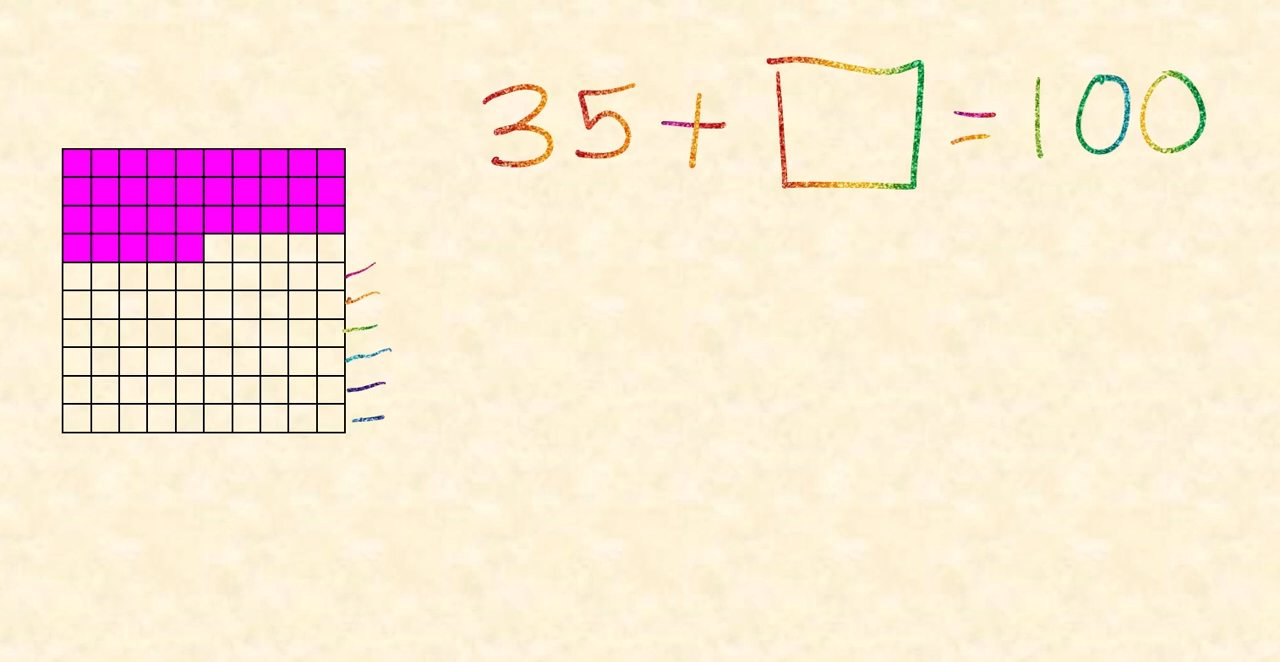 35 + □ = 100